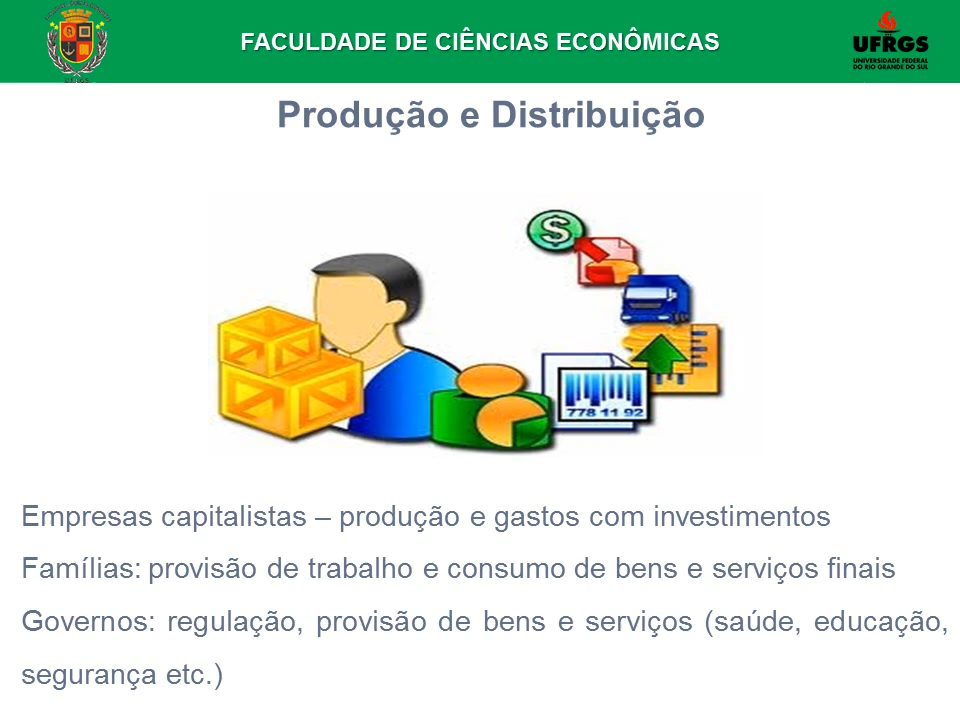 FACULDADE DE CIÊNCIAS ECONÔMICAS
UFRGS
UNIVERSIDADE FEDERAL
DO RIO GRANDE DO SUL
Produção e Distribuição
$
778 11 92
Empresas capitalistas – produção e gastos com investimentos
Famílias: provisão de trabalho e consumo de bens e serviços finais
Governos: regulação, provisão de bens e serviços (saúde, educação,
segurança etc.)